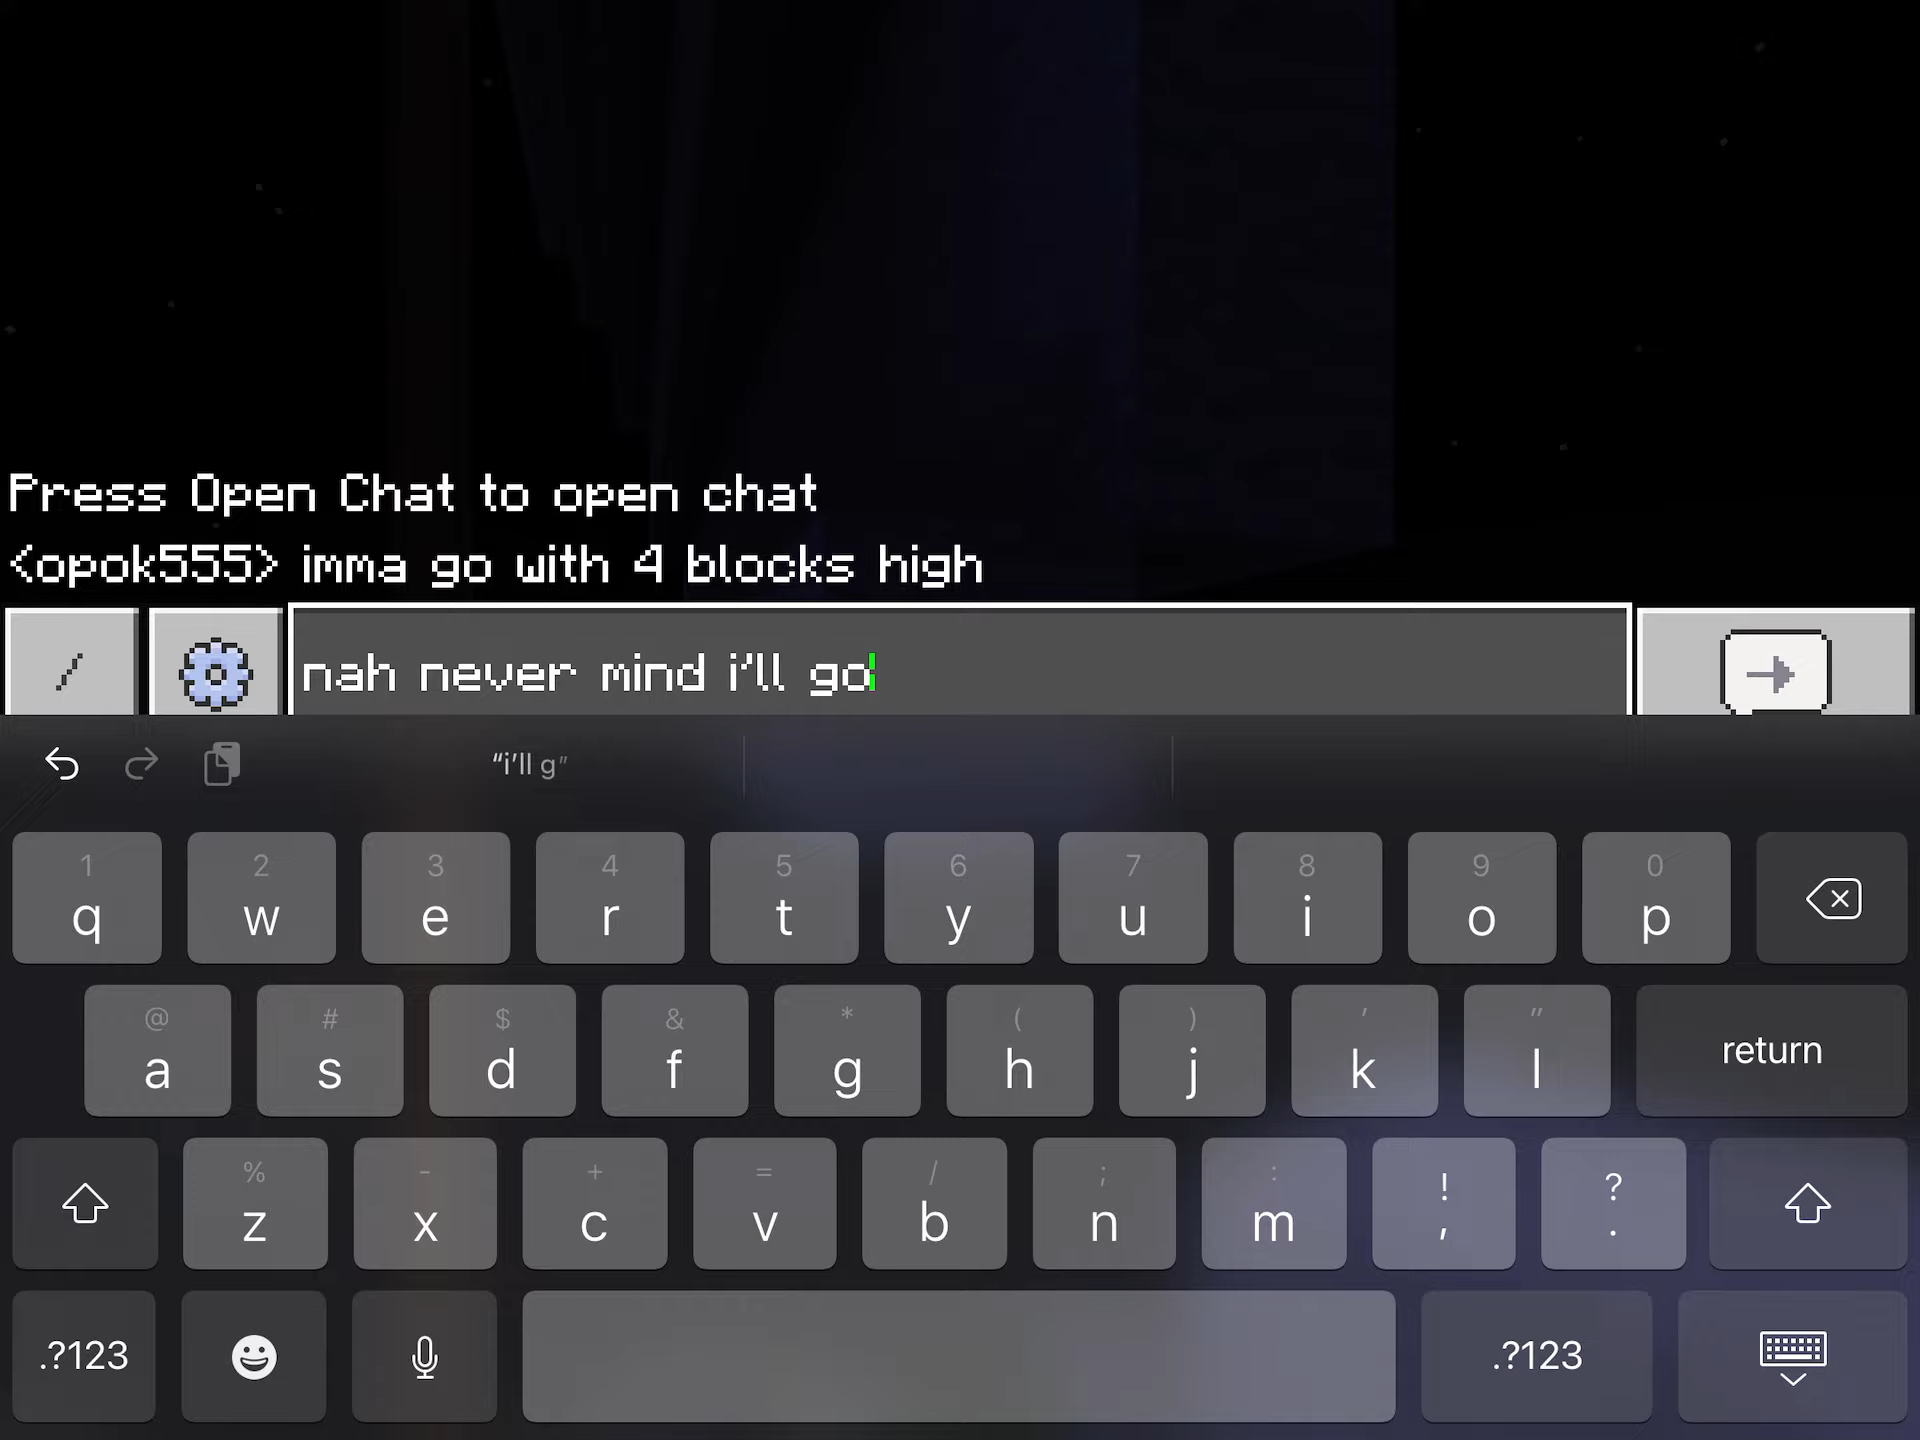 Press Open Chat to open chat
<opok555> imma go with 4 blocks high
/
nah never mind i'll go
“i’ll g”
1 2 3 4 5 6 7 8 9 0
q w e r t y u i o p
@ # $ & * ( ) ' "
a s d f g h j k l return
% - + = / ; : ! ?
z x c v b n m , .
.?123 .?123